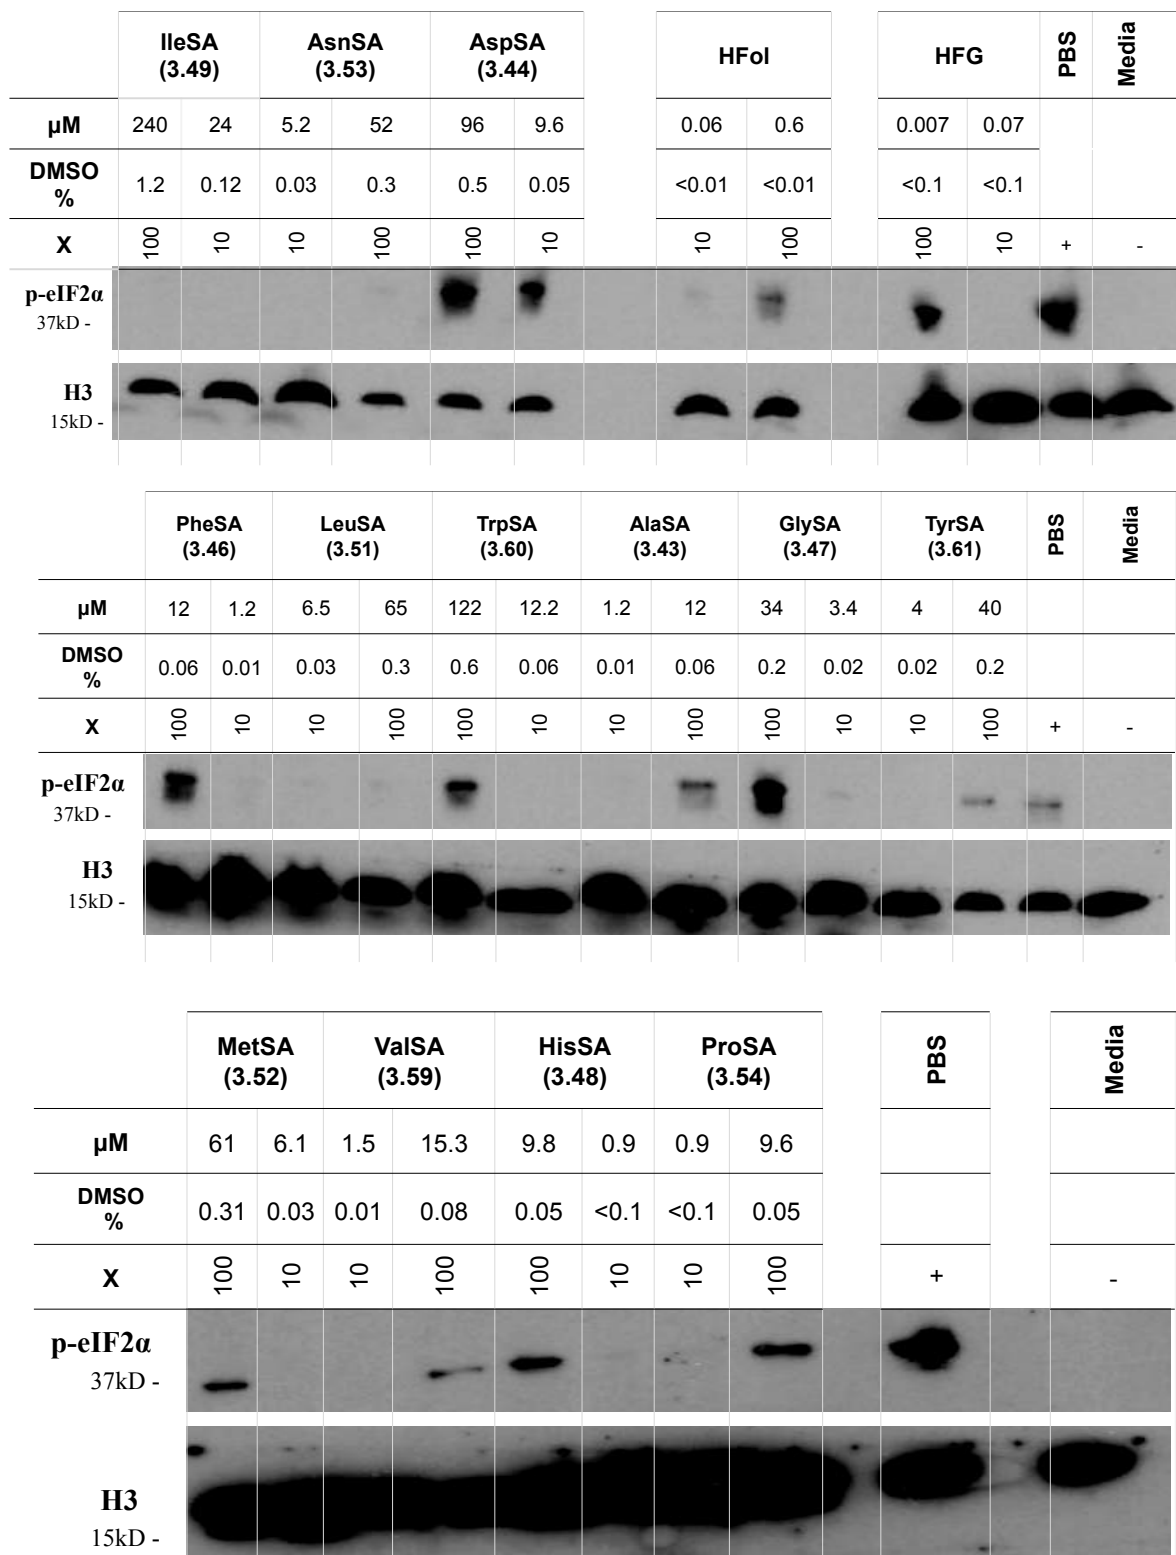 IleSA AsnSA AspSA HFol HFG PBS Media
(3.49) (3.53) (3.44)
µM 240 24 5.2 52 96 9.6 0.06 0.6 0.007 0.07
DMSO % 1.2 0.12 0.03 0.3 0.5 0.05 <0.01 <0.01 <0.1 <0.1
X 100 10 10 100 100 10 10 100 100 10 + -
p-eIF2α
37kD -
H3
15kD -
PheSA LeuSA TrpSA AlaSA GlySA TyrSA PBS Media
(3.46) (3.51) (3.60) (3.43) (3.47) (3.61)
µM 12 1.2 6.5 65 122 12.2 1.2 12 34 3.4 4 40
DMSO % 0.06 0.01 0.03 0.3 0.6 0.06 0.01 0.06 0.2 0.02 0.02 0.2
X 100 10 10 100 100 10 10 100 100 10 10 100 + -
p-eIF2α
37kD -
H3
15kD -
MetSA ValSA HisSA ProSA PBS Media
(3.52) (3.59) (3.48) (3.54)
µM 61 6.1 1.5 15.3 9.8 0.9 0.9 9.6
DMSO % 0.31 0.03 0.01 0.08 0.05 <0.1 <0.1 0.05
X 100 10 10 100 100 10 10 100 + -
p-eIF2α
37kD -
H3
15kD -